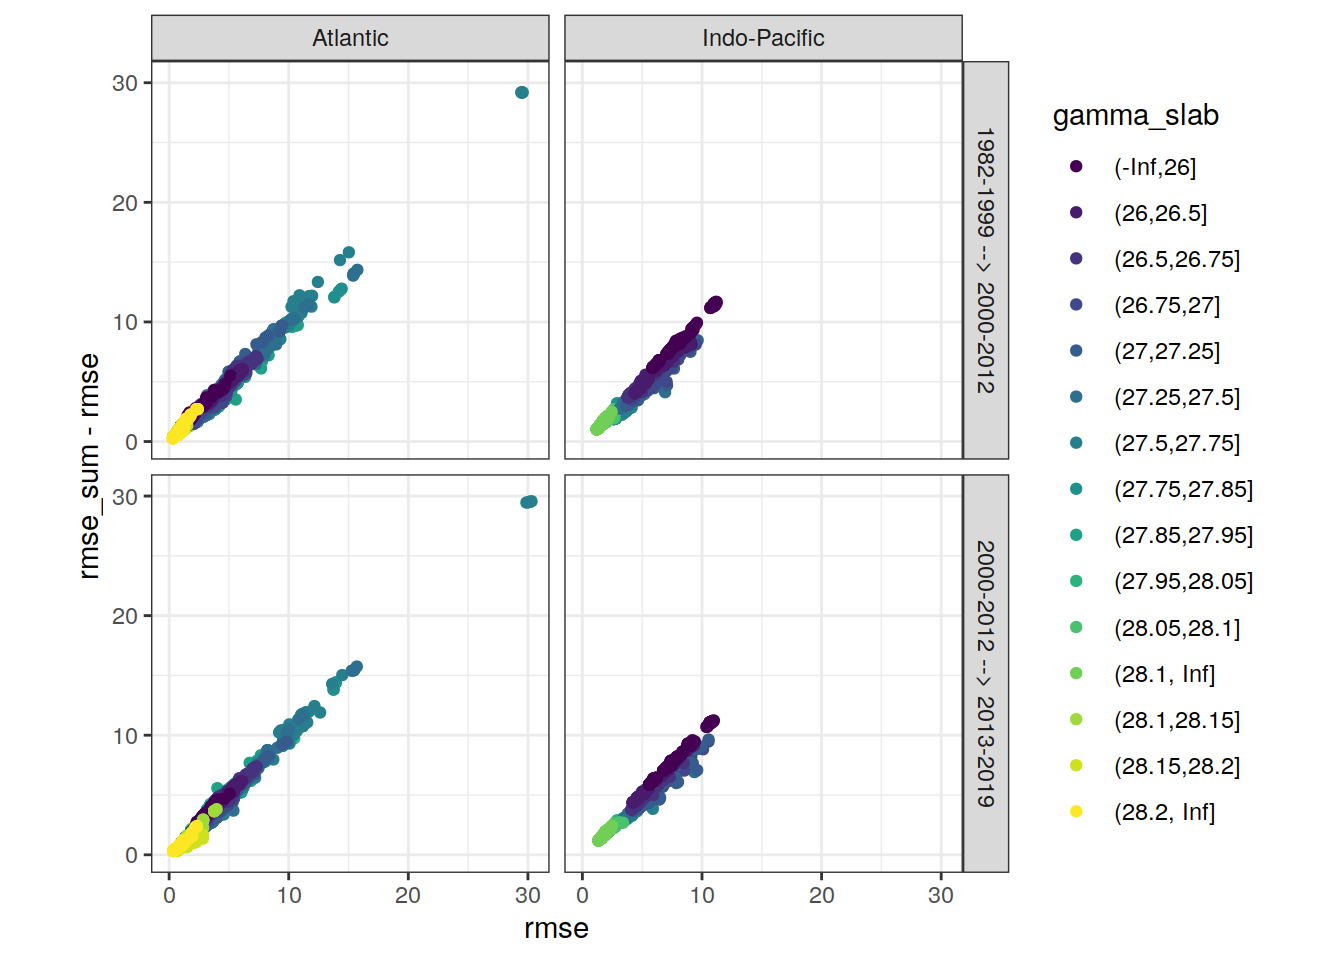 Atlantic
Indo-Pacific
30
20
10
0
1982-1999 --> 2000-2012
30
20
10
0
2000-2012 --> 2013-2019
0
10
20
30
0
10
20
30
rmse
rmse_sum - rmse
gamma_slab
(-Inf,26]
(26,26.5]
(26.5,26.75]
(26.75,27]
(27,27.25]
(27.25,27.5]
(27.5,27.75]
(27.75,27.85]
(27.85,27.95]
(27.95,28.05]
(28.05,28.1]
(28.1, Inf]
(28.1,28.15]
(28.15,28.2]
(28.2, Inf]